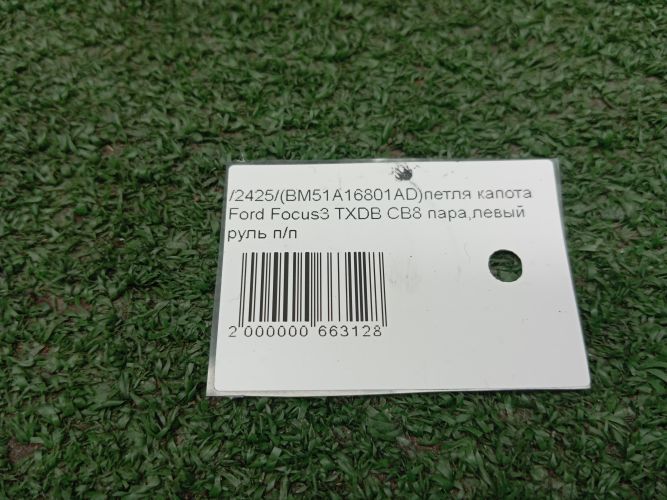 /2425/(BM51A16801AD)петля капота
Ford Focus3 TXDB CB8 пара,левый
руль п/п
2 000000 663128